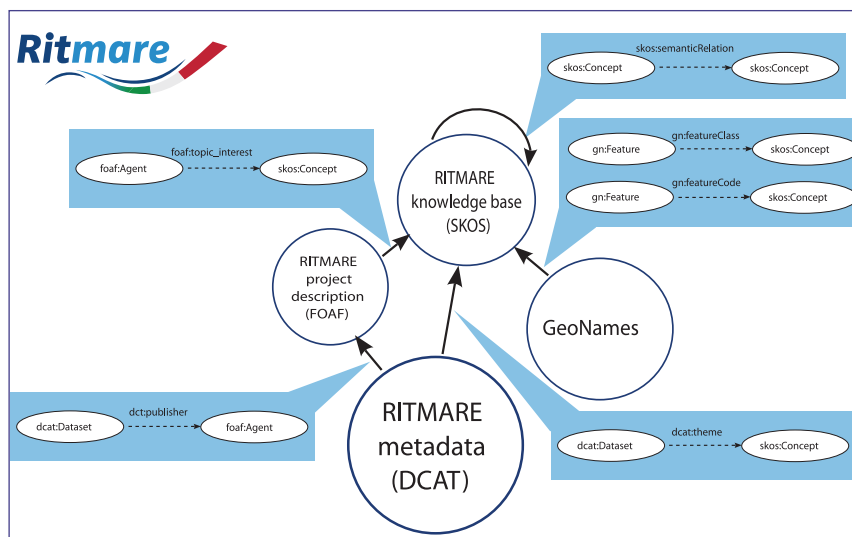 Ritmare
skos:semanticRelation
skos:Concept
skos:Concept
foaf:topic_interest
foaf:Agent
skos:Concept
gn:featureClass
gn:Feature
skos:Concept
gn:featureCode
gn:Feature
skos:Concept
RITMARE
knowledge base
(SKOS)
RITMARE
project
description
(FOAF)
GeoNames
dct:publisher
dcat:Dataset
foaf:Agent
RITMARE
metadata
(DCAT)
dcat:theme
dcat:Dataset
skos:Concept